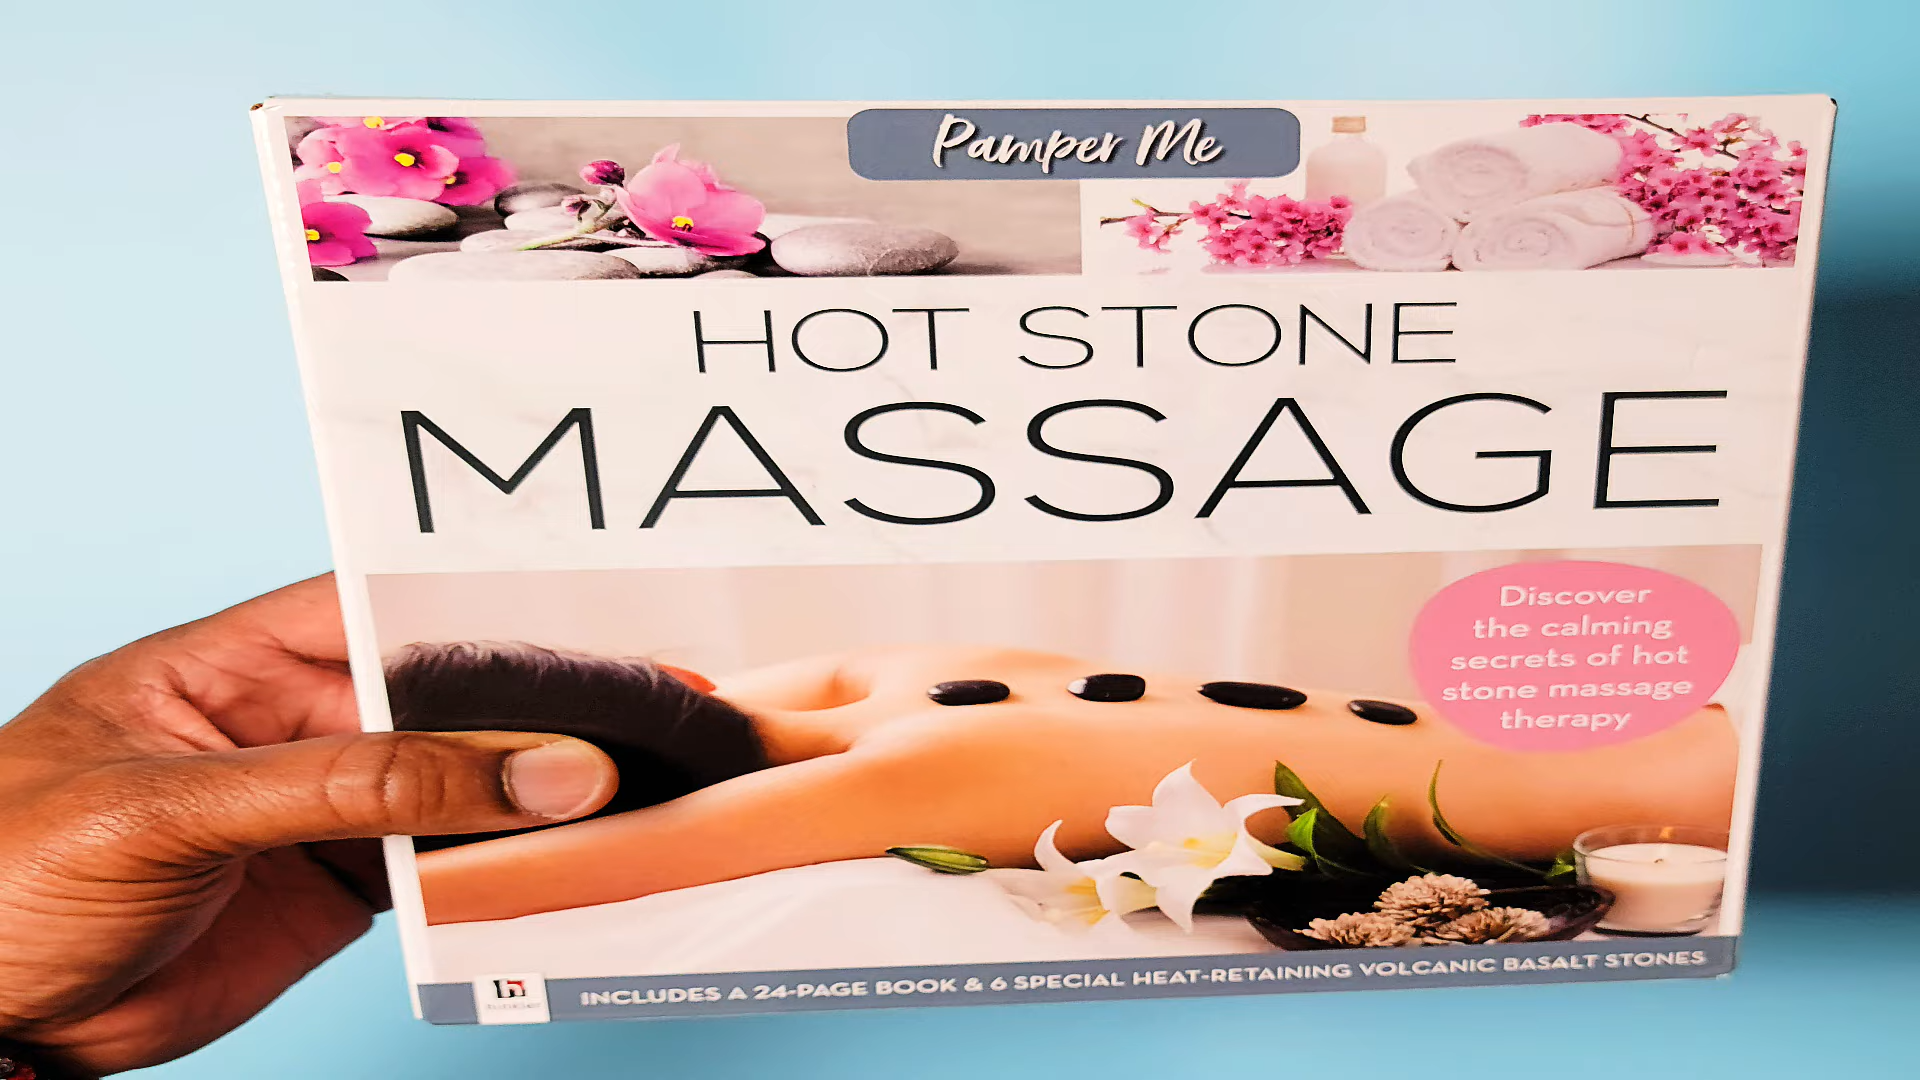 Pamper Me
HOT STONE
MASSAGE
Discover
the calming
secrets of hot
stone massage
therapy
h
hinkler
INCLUDES A 24-PAGE BOOK & 6 SPECIAL HEAT-RETAINING VOLCANIC BASALT STONES